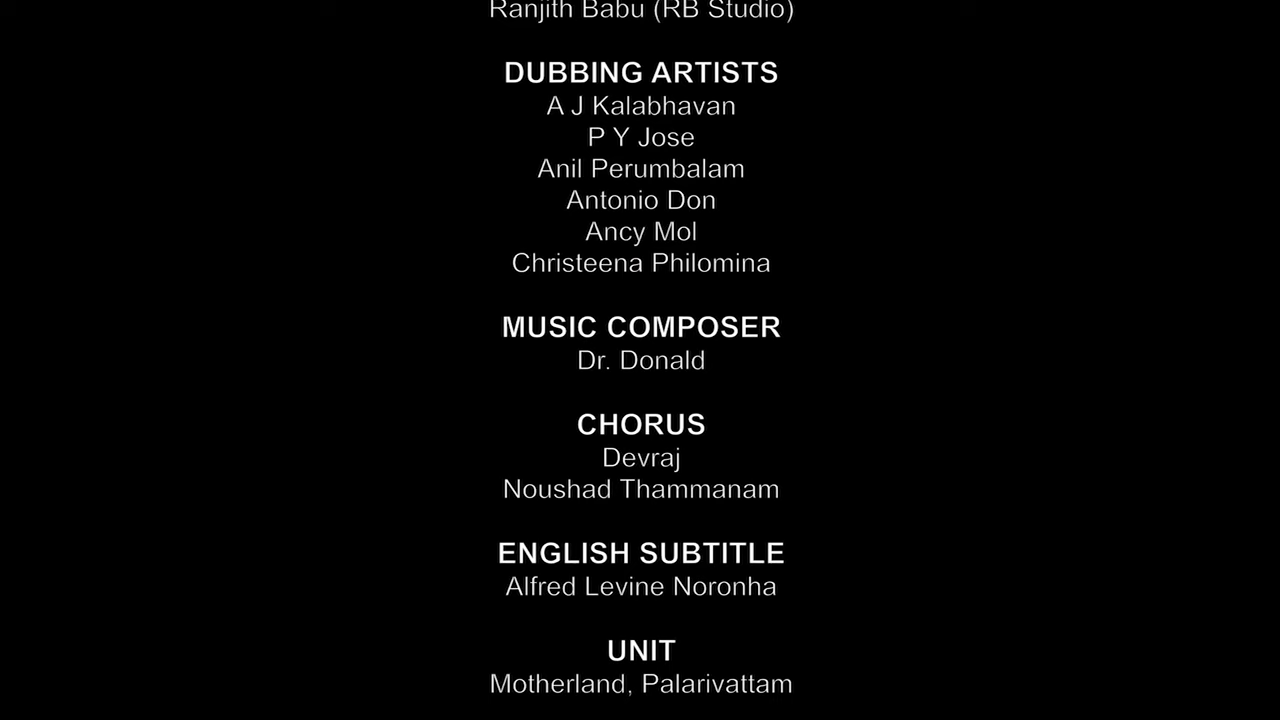 Ranjith Babu (RB Studio)
DUBBING ARTISTS
A J Kalabhavan
P Y Jose
Anil Perumbalam
Antonio Don
Ancy Mol
Christeena Philomina
MUSIC COMPOSER
Dr. Donald
CHORUS
Devraj
Noushad Thammanam
ENGLISH SUBTITLE
Alfred Levine Noronha
UNIT
Motherland, Palarivattam